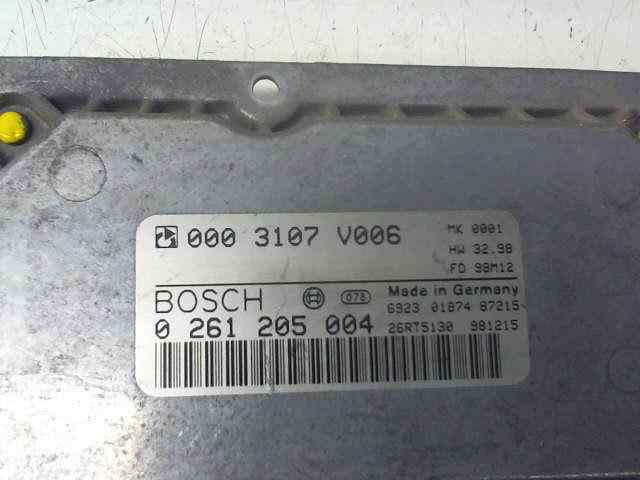 000 3107 V006
MK 0001
HW 32.98
FD 98M12
BOSCH 078 Made in Germany
6923 01874 87215
0 261 205 004 26RT5130 981215